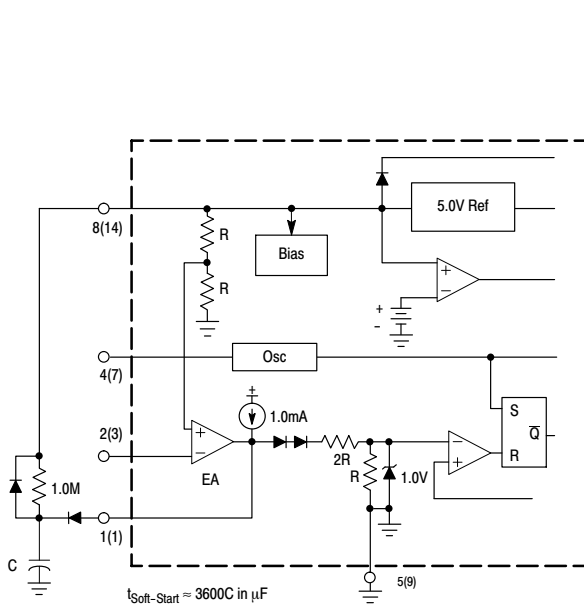 5.0V Ref
8(14)
R
Bias
+
−
R
+
-
4(7)
Osc
+
1.0mA
S
Q̅
R
2(3)
+
−
EA
2R
R
1.0V
−
+
1.0M
1(1)
C
5(9)
tSoft-Start ≈ 3600C in µF